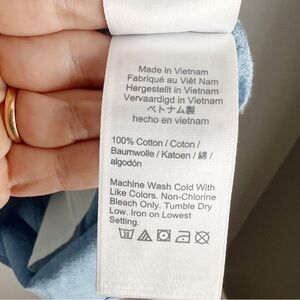 Made in Vietnam
Fabriqué au Viêt Nam
Hergestellt in Vietnam
Vervaardigd in Vietnam
ベトナム製
hecho en vietnam
100% Cotton / Coton /
Baumwolle / Katoen / 綿 /
algodón
Machine Wash Cold With
Like Colors. Non-Chlorine
Bleach Only. Tumble Dry
Low. Iron on Lowest
Setting.